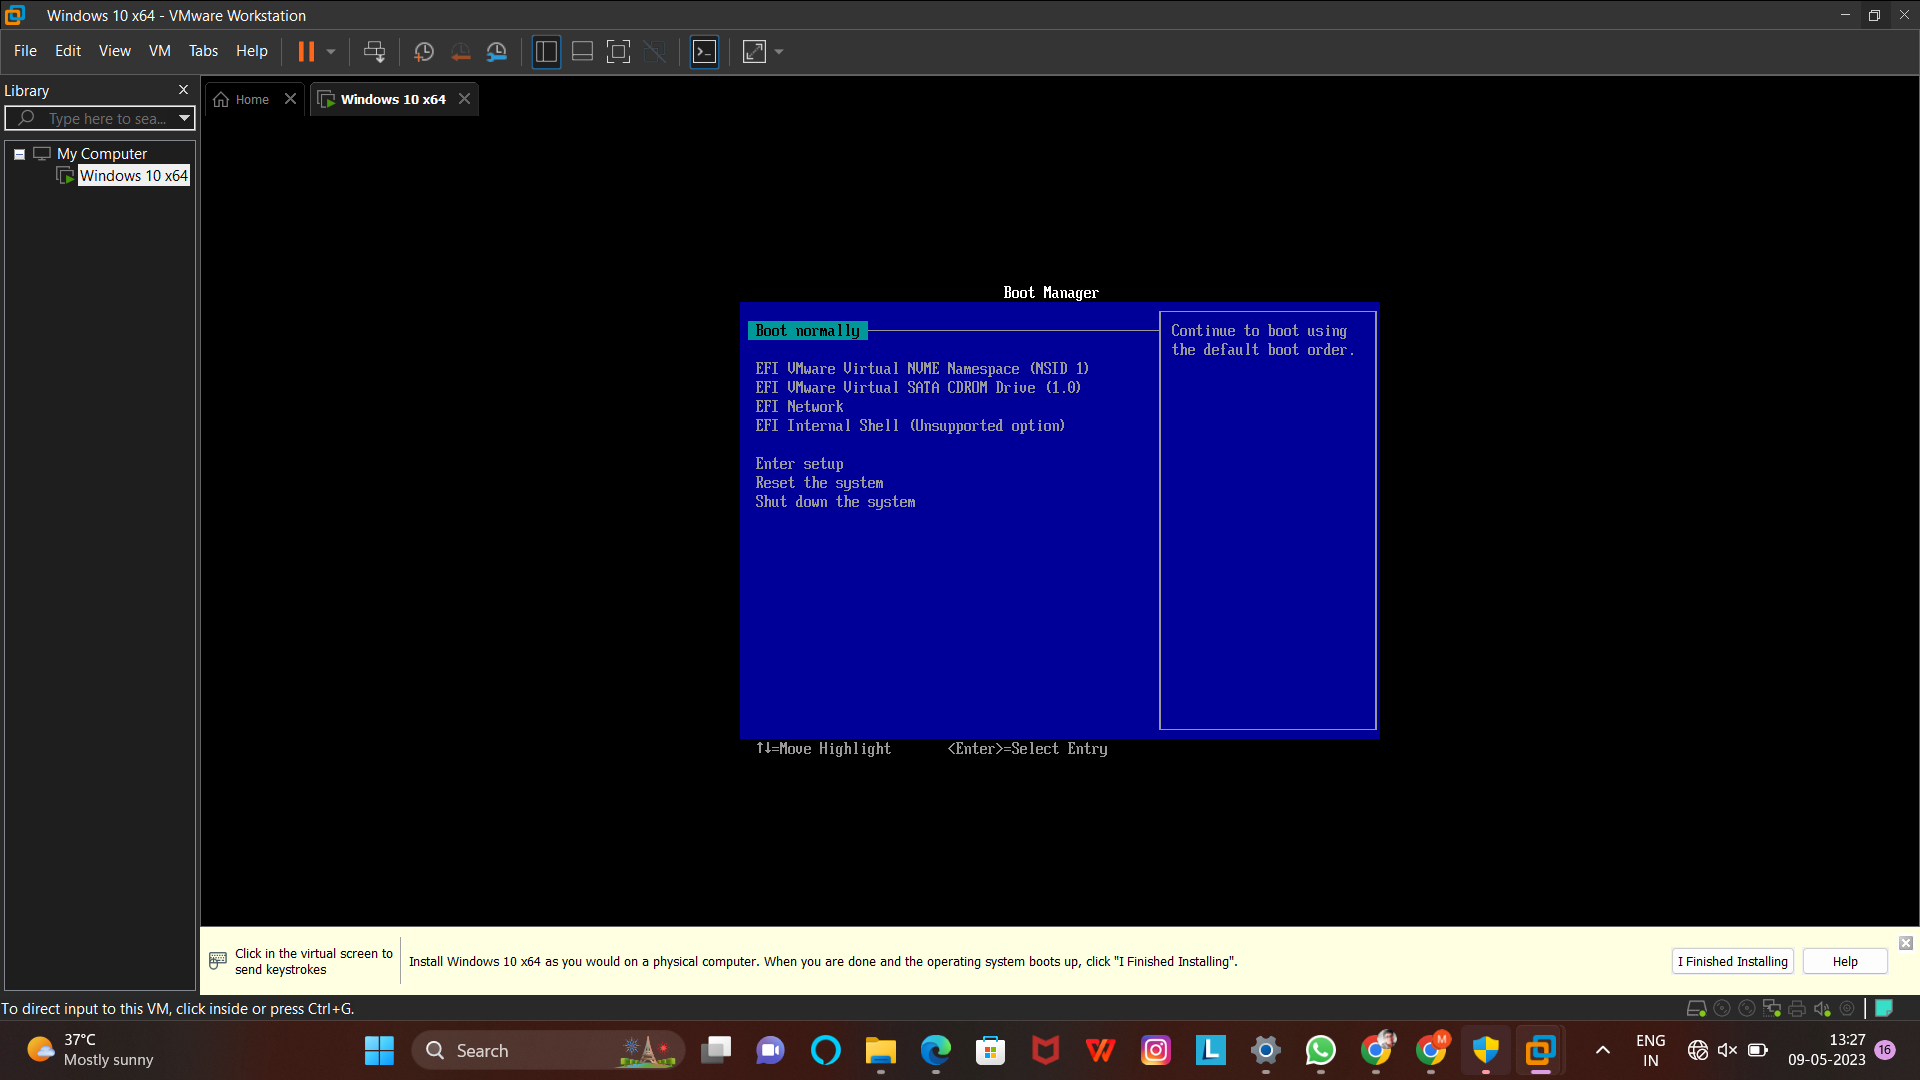 Windows 10 x64 - VMware Workstation
File Edit View VM Tabs Help
Library
Type here to sea...
My Computer
Windows 10 x64
Home
Windows 10 x64
Boot Manager
Boot normally
EFI VMware Virtual NVME Namespace (NSID 1)
EFI VMware Virtual SATA CDROM Drive (1.0)
EFI Network
EFI Internal Shell (Unsupported option)
Enter setup
Reset the system
Shut down the system
Continue to boot using
the default boot order.
↑↓=Move Highlight <Enter>=Select Entry
Click in the virtual screen to
send keystrokes
Install Windows 10 x64 as you would on a physical computer. When you are done and the operating system boots up, click "I Finished Installing".
I Finished Installing
Help
To direct input to this VM, click inside or press Ctrl+G.
37°C
Mostly sunny
Search
L
W
M
ENG
IN
13:27
09-05-2023
16